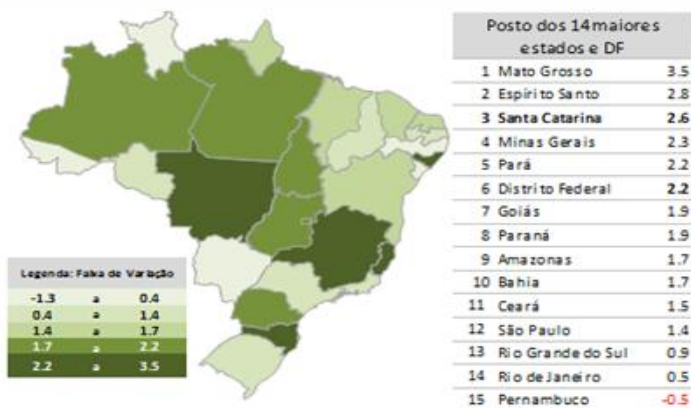 Posto dos 14 maiores
estados e DF
1 Mato Grosso 3.5
2 Espírito Santo 2.8
3 Santa Catarina 2.6
4 Minas Gerais 2.3
5 Pará 2.2
6 Distrito Federal 2.2
7 Goiás 1.9
8 Paraná 1.9
9 Amazonas 1.7
10 Bahia 1.7
11 Ceará 1.5
12 São Paulo 1.4
13 Rio Grande do Sul 0.9
14 Rio de Janeiro 0.5
15 Pernambuco -0.5
Legenda: Faixa de Variação
-1.3 a 0.4
0.4 a 1.4
1.4 a 1.7
1.7 a 2.2
2.2 a 3.5